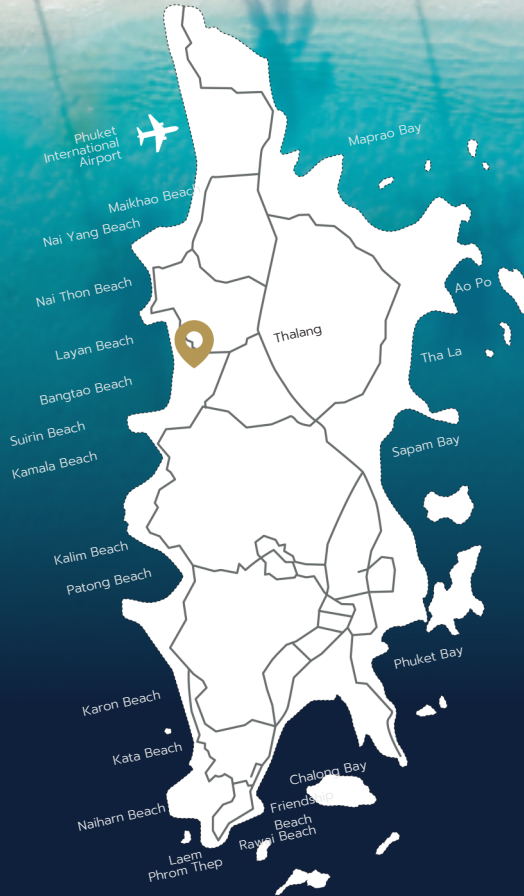 Phuket
International
Airport
Maprao Bay
Maikhao Beach
Nai Yang Beach
Nai Thon Beach
Ao Po
Thalang
Layan Beach
Tha La
Bangtao Beach
Suirin Beach
Sapam Bay
Kamala Beach
Kalim Beach
Patong Beach
Phuket Bay
Karon Beach
Kata Beach
Chalong Bay
Naiharn Beach
Friendship
Beach
Rawai Beach
Laem
Phrom Thep